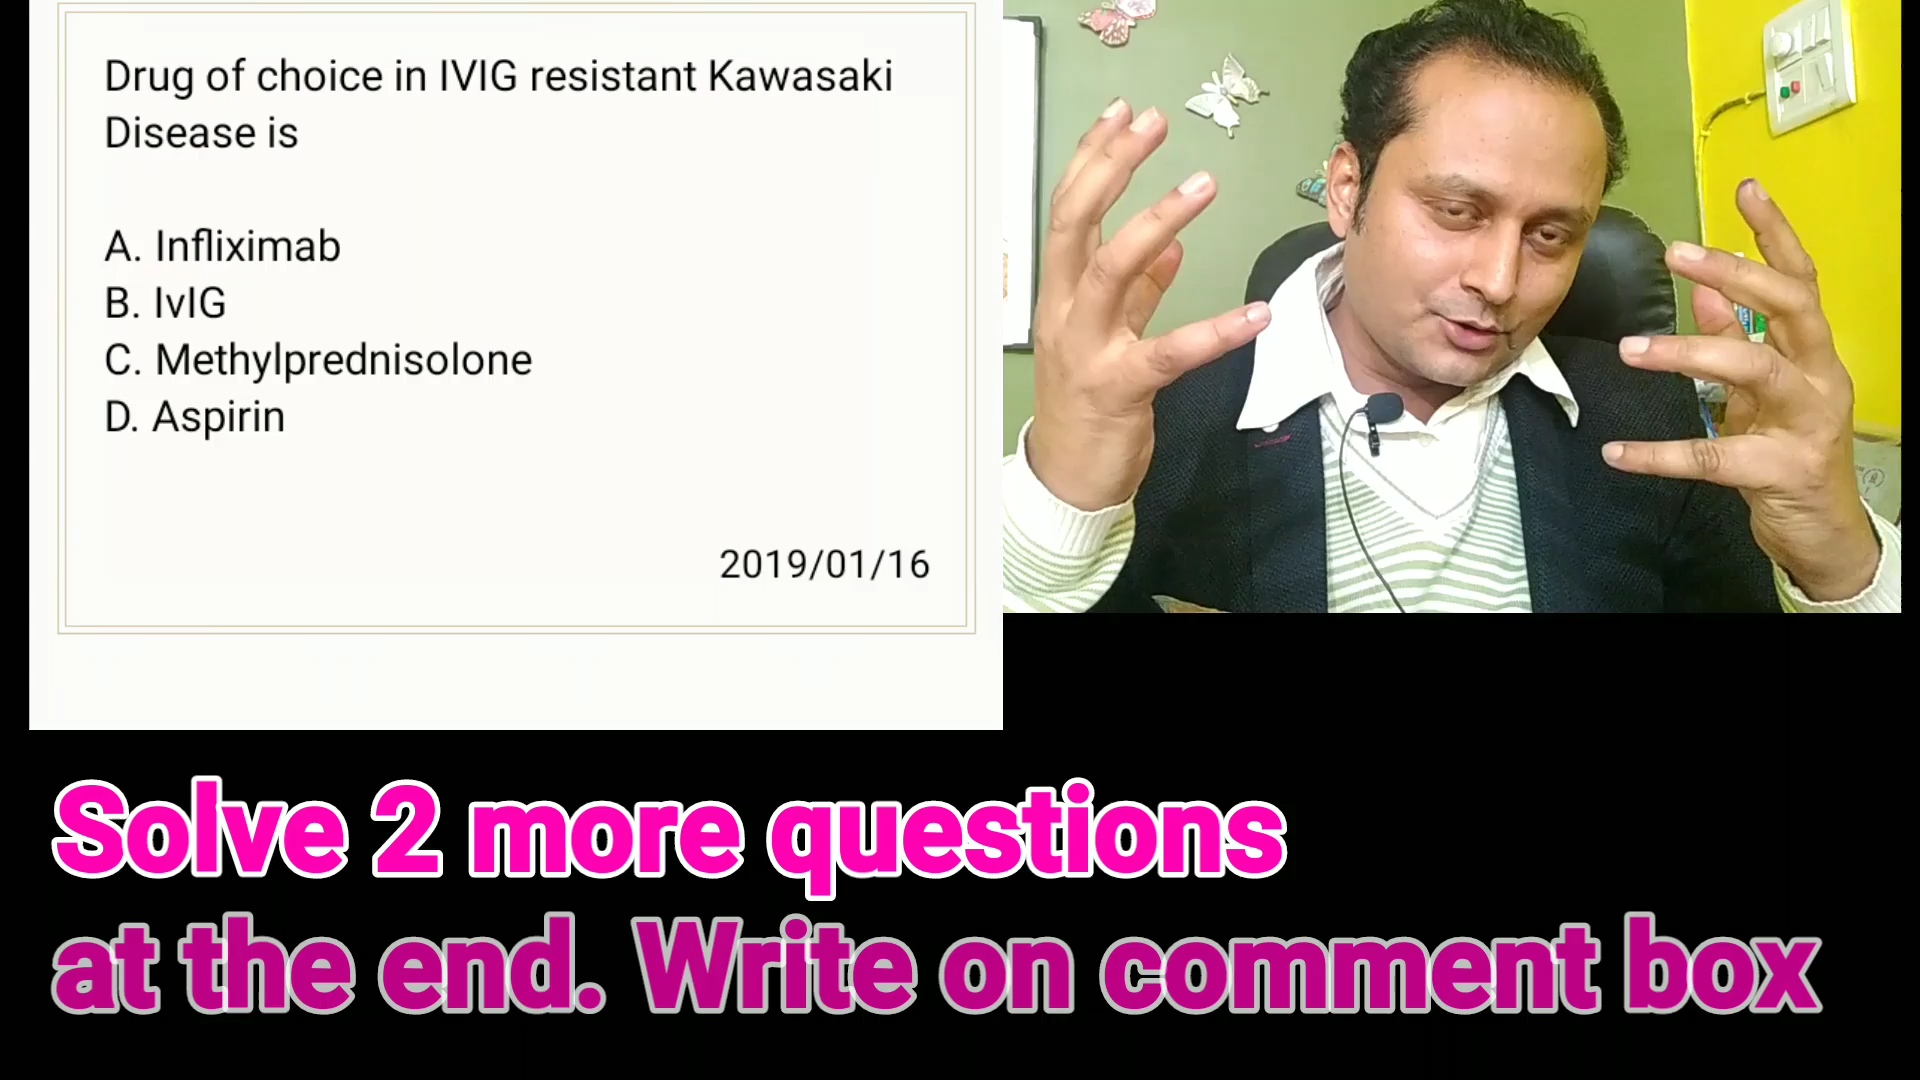 Drug of choice in IVIG resistant Kawasaki
Disease is
A. Infliximab
B. IvIG
C. Methylprednisolone
D. Aspirin
2019/01/16
Solve 2 more questions
at the end. Write on comment box